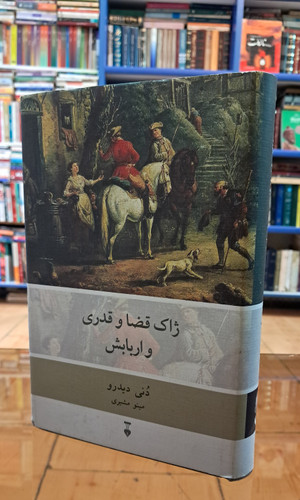 ژاک قضا و قدری
و اربابش
دُنی دیدرو
مینو مشیری